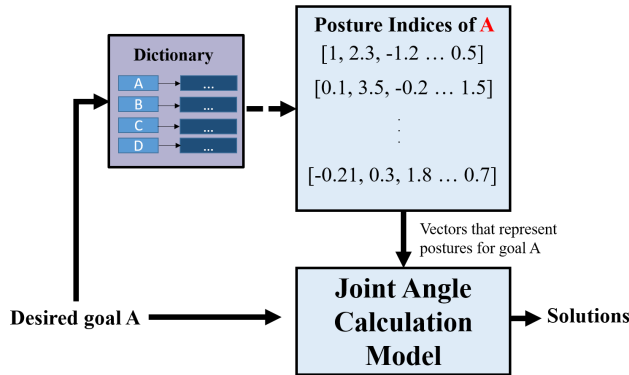 Dictionary
A ...
B ...
C ...
D ...
Posture Indices of A
[1, 2.3, -1.2 … 0.5]
[0.1, 3.5, -0.2 … 1.5]
.
.
.
[-0.21, 0.3, 1.8 … 0.7]
Vectors that represent
postures for goal A
Desired goal A
Joint Angle
Calculation
Model
Solutions